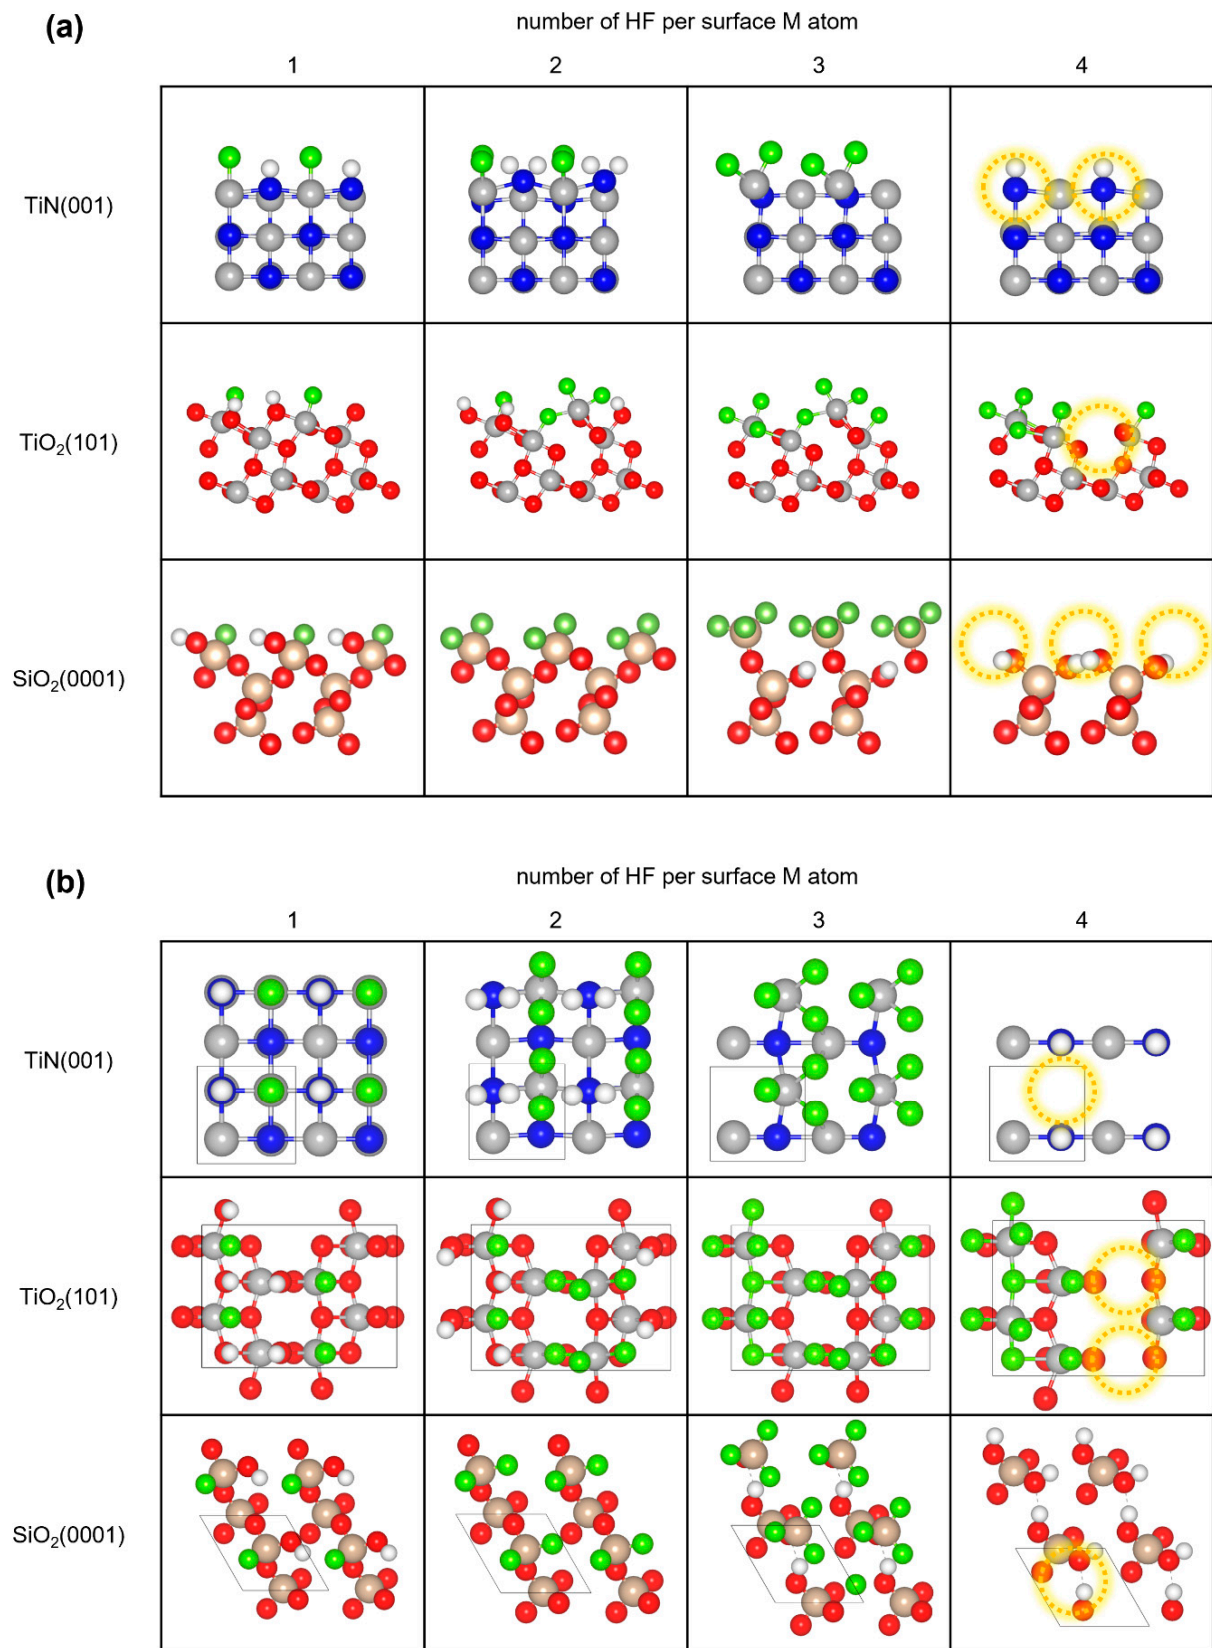 (a)
number of HF per surface M atom
1 2 3 4
TiN(001)
TiO₂(101)
SiO₂(0001)
(b)
number of HF per surface M atom
1 2 3 4
TiN(001)
TiO₂(101)
SiO₂(0001)